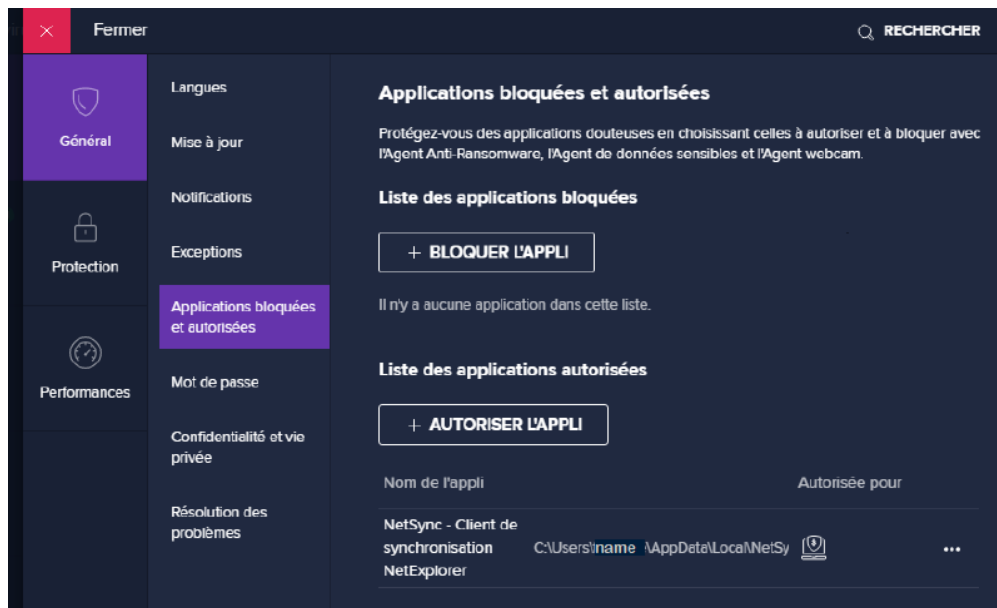 Fermer
RECHERCHER
Général
Protection
Performances
Langues
Mise à jour
Notifications
Exceptions
Applications bloquées
et autorisées
Mot de passe
Confidentialité et vie
privée
Résolution des
problèmes
Applications bloquées et autorisées
Protégez-vous des applications douteuses en choisissant celles à autoriser et à bloquer avec
l'Agent Anti-Ransomware, l'Agent de données sensibles et l'Agent webcam.
Liste des applications bloquées
+ BLOQUER L'APPLI
Il n'y a aucune application dans cette liste.
Liste des applications autorisées
+ AUTORISER L'APPLI
Nom de l'appli Autorisée pour
NetSync - Client de
synchronisation C:\Users\name \AppData\Local\NetSy
NetExplorer